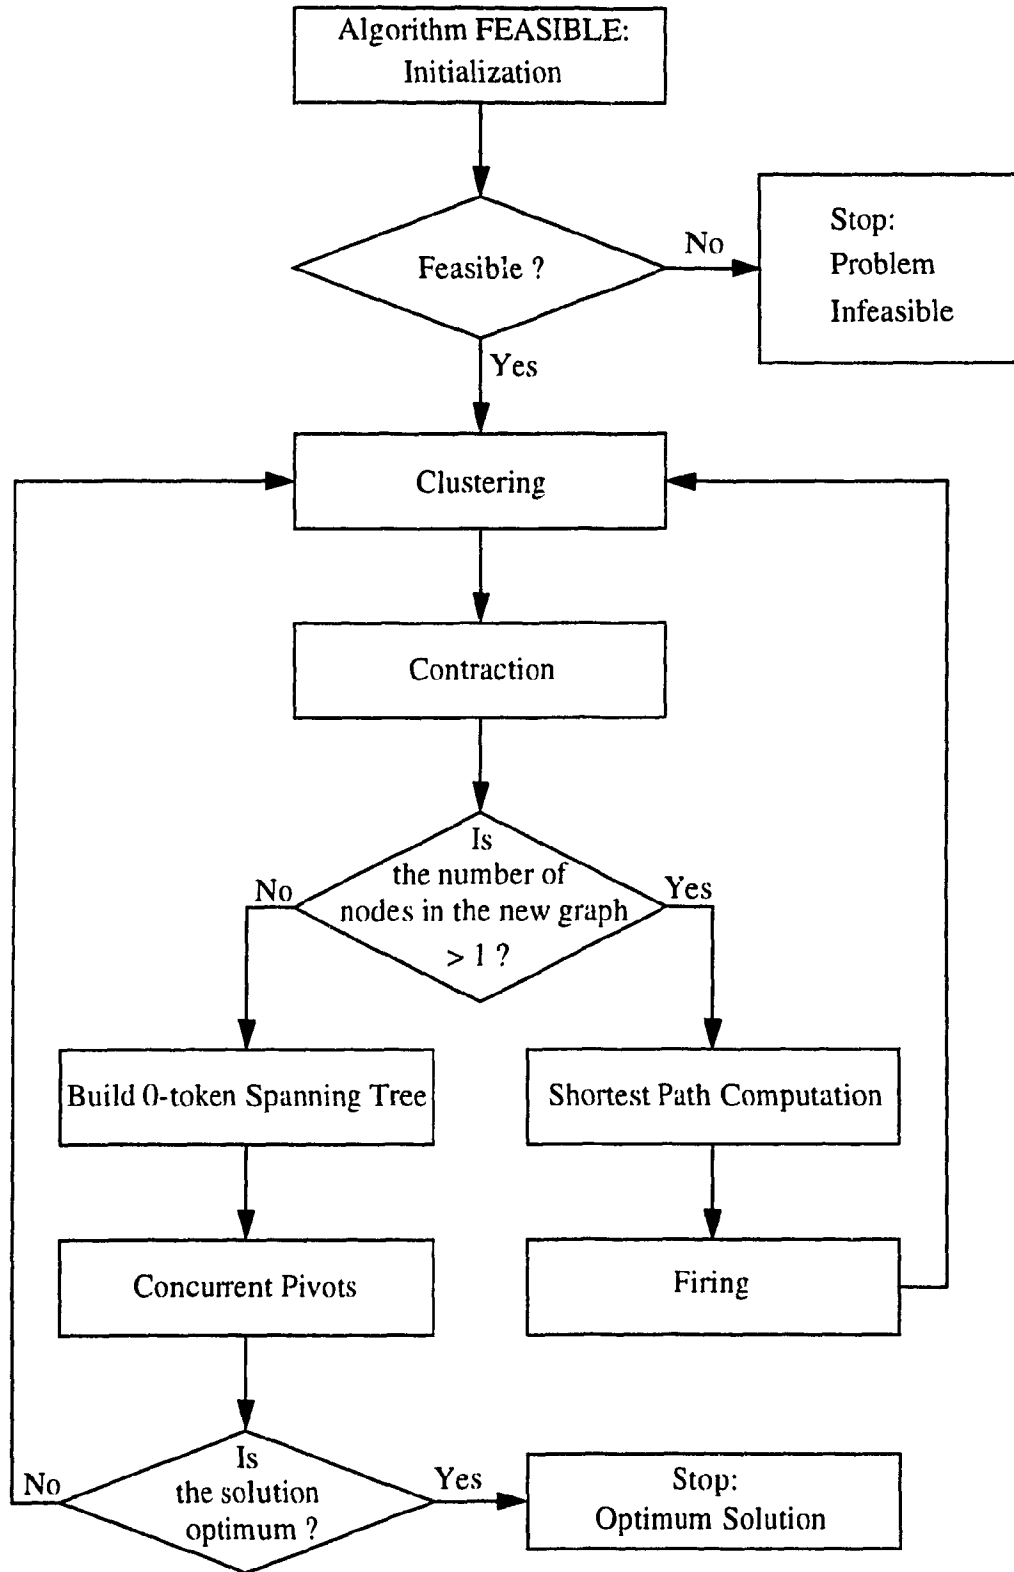 Algorithm FEASIBLE:
Initialization
Feasible ?
No
Stop:
Problem
Infeasible
Yes
Clustering
Contraction
Is
the number of
nodes in the new graph
> 1 ?
No
Yes
Build 0-token Spanning Tree
Shortest Path Computation
Concurrent Pivots
Firing
Is
the solution
optimum ?
No
Yes
Stop:
Optimum Solution